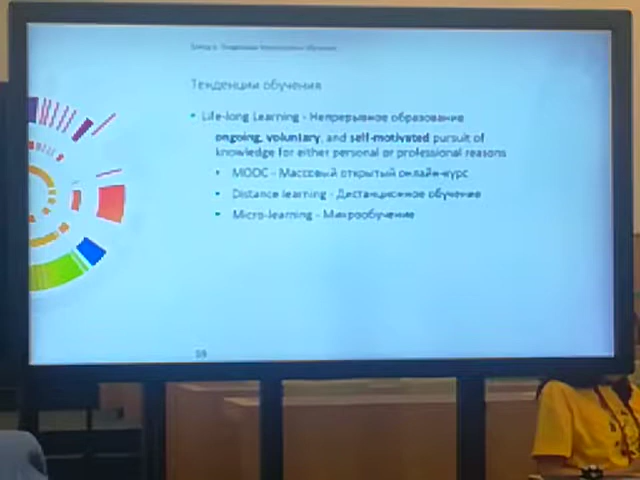 Тенденции обучения
Life-long Learning - Непрерывное образование
ongoing, voluntary, and self-motivated pursuit of
knowledge for either personal or professional reasons
MOOC - Массовый открытый онлайн-курс
Distance learning - Дистанционное обучение
Micro-learning - Микрообучение
59